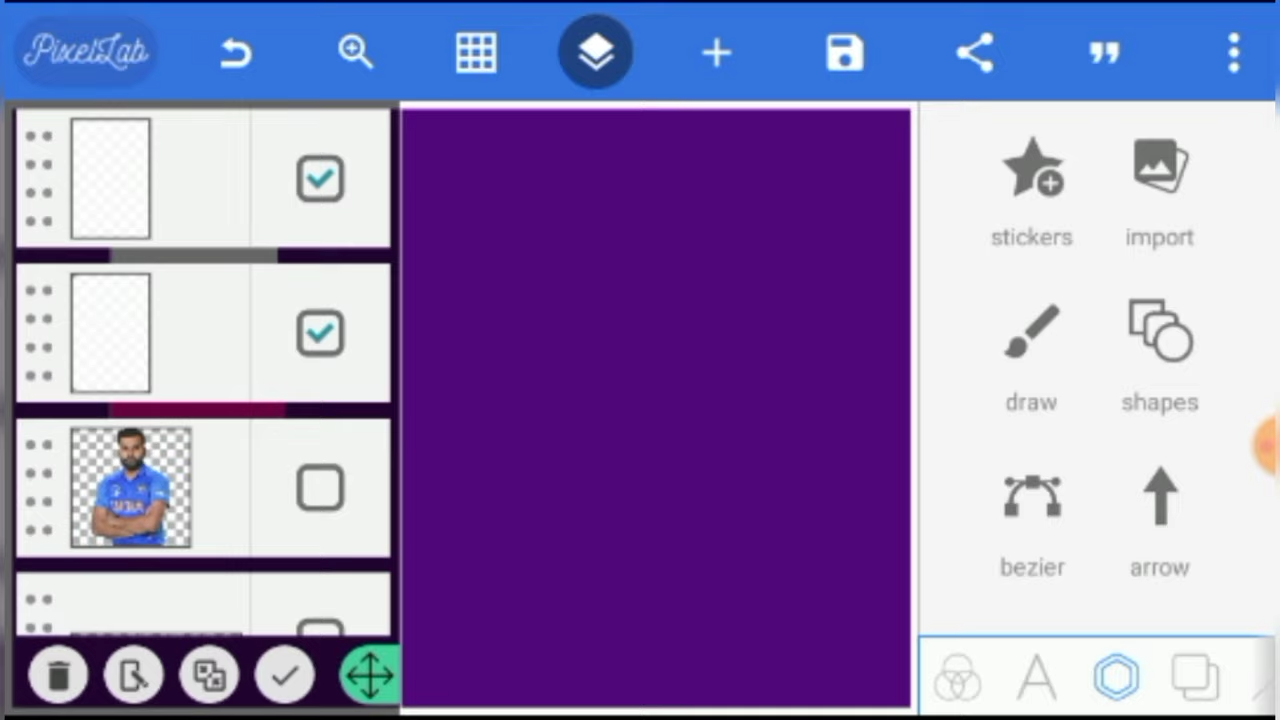 PixelLab
stickers import
draw shapes
bezier arrow